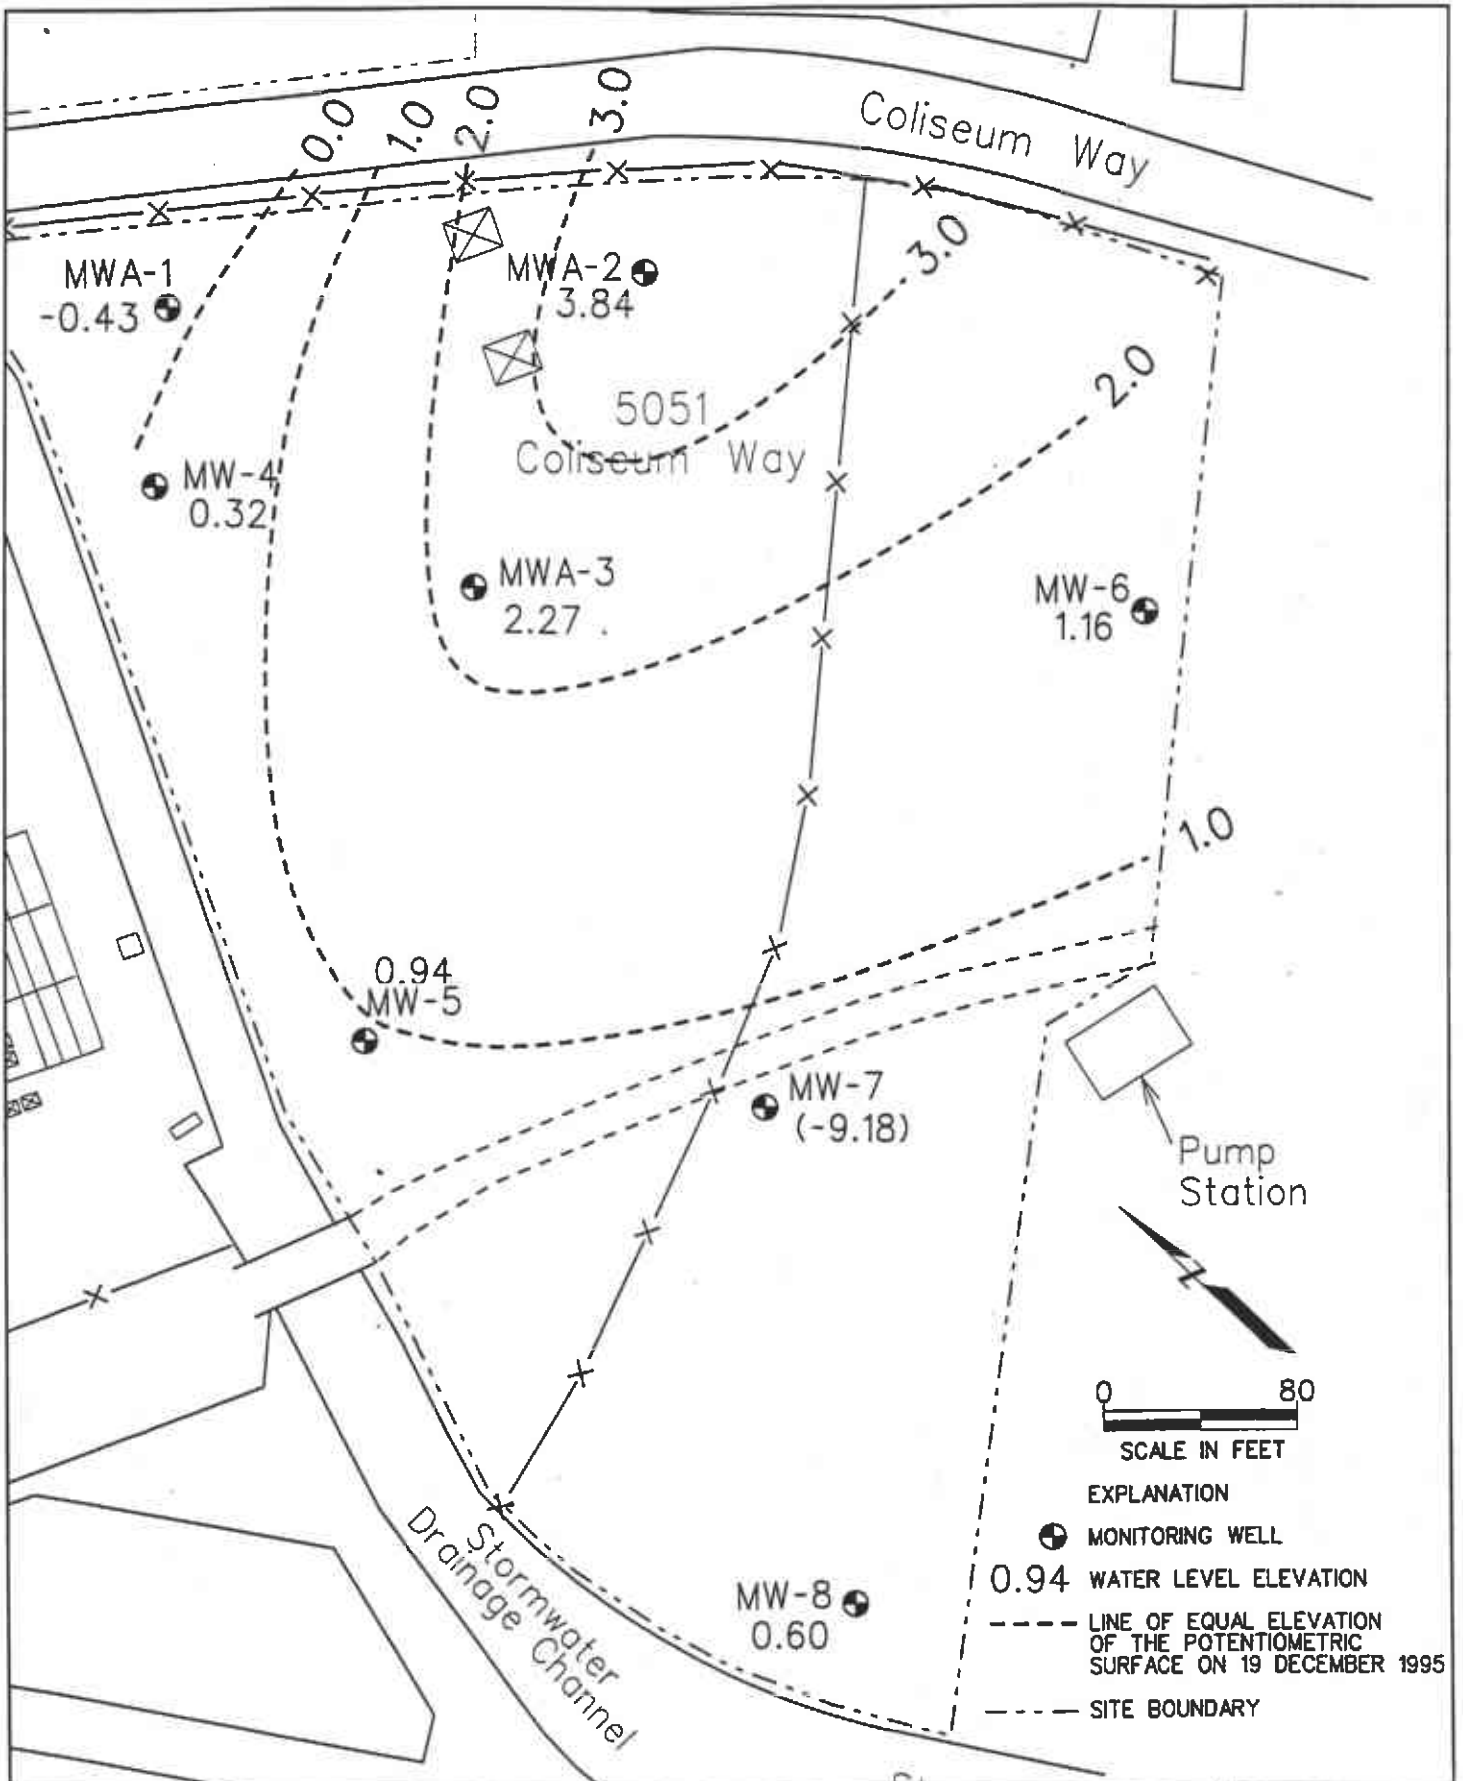 0.0
1.0
2.0
3.0
Coliseum Way
MWA-1
-0.43
MWA-2
3.84
3.0
2.0
5051
Coliseum Way
MW-4
0.32
MWA-3
2.27
MW-6
1.16
1.0
0.94
MW-5
MW-7
(-9.18)
Pump
Station
Z
0 80
SCALE IN FEET
EXPLANATION
MONITORING WELL
0.94 WATER LEVEL ELEVATION
LINE OF EQUAL ELEVATION
OF THE POTENTIOMETRIC
SURFACE ON 19 DECEMBER 1995
SITE BOUNDARY
Stormwater
Drainage Channel
MW-8
0.60